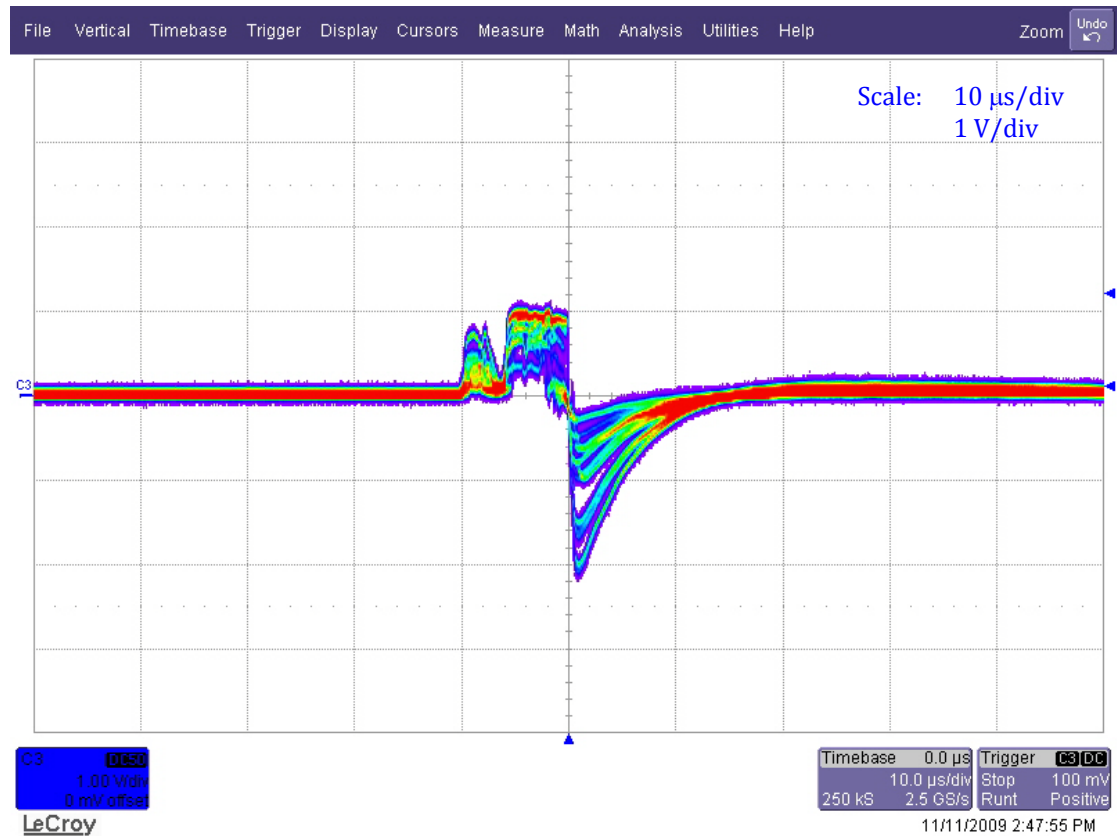 File Vertical Timebase Trigger Display Cursors Measure Math Analysis Utilities Help Zoom Undo
Scale: 10 µs/div
1 V/div
C3
C3 DC50
1.00 V/div
0 mV offset
Timebase 0.0 µs
10.0 µs/div
250 kS 2.5 GS/s
Trigger C3 DC
Stop 100 mV
Runt Positive
LeCroy
11/11/2009 2:47:55 PM